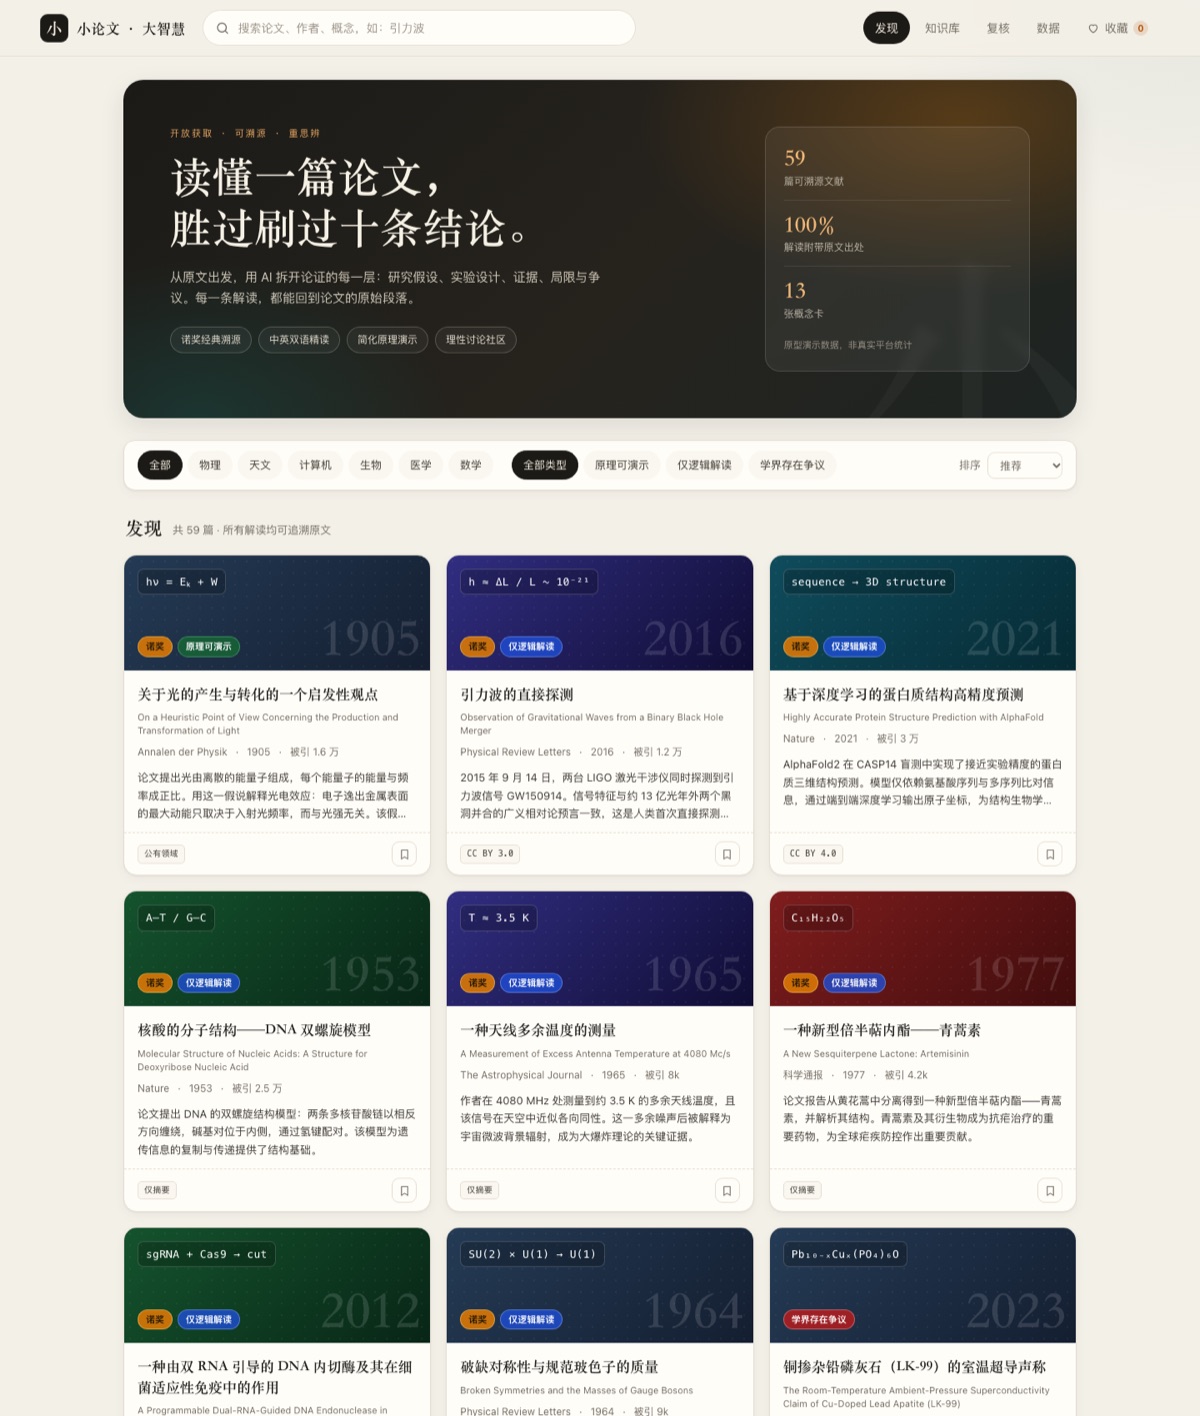 小 小论文 · 大智慧
搜索论文、作者、概念，如：引力波
发现 知识库 复核 数据 收藏 0
开放获取 · 可溯源 · 重思辨
读懂一篇论文，
胜过刷过十条结论。
从原文出发，用 AI 拆开论证的每一层：研究假设、实验设计、证据、局限与争
议。每一条解读，都能回到论文的原始段落。
诺奖经典溯源 中英双语精读 简化原理演示 理性讨论社区
59
篇可溯源文献
100%
解读附带原文出处
13
张概念卡
原型演示数据，非真实平台统计
小
全部 物理 天文 计算机 生物 医学 数学 全部类型 原理可演示 仅逻辑解读 学界存在争议 排序 推荐
发现 共 59 篇 · 所有解读均可追溯原文
hν = Eₖ + W
诺奖 原理可演示 1905
关于光的产生与转化的一个启发性观点
On a Heuristic Point of View Concerning the Production and
Transformation of Light
Annalen der Physik · 1905 · 被引 1.6 万
论文提出光由离散的能量子组成，每个能量子的能量与频
率成正比。用这一假说解释光电效应：电子逸出金属表面
的最大动能只取决于入射光频率，而与光强无关。该假…
公有领域
h ≈ ΔL / L ~ 10⁻²¹
诺奖 仅逻辑解读 2016
引力波的直接探测
Observation of Gravitational Waves from a Binary Black Hole
Merger
Physical Review Letters · 2016 · 被引 1.2 万
2015 年 9 月 14 日，两台 LIGO 激光干涉仪同时探测到引
力波信号 GW150914。信号特征与约 13 亿光年外两个黑
洞并合的广义相对论预言一致，这是人类首次直接探测…
CC BY 3.0
sequence → 3D structure
诺奖 仅逻辑解读 2021
基于深度学习的蛋白质结构高精度预测
Highly Accurate Protein Structure Prediction with AlphaFold
Nature · 2021 · 被引 3 万
AlphaFold2 在 CASP14 盲测中实现了接近实验精度的蛋白
质三维结构预测。模型仅依赖氨基酸序列与多序列比对信
息，通过端到端深度学习输出原子坐标，为结构生物学…
CC BY 4.0
A—T / G—C
诺奖 仅逻辑解读 1953
核酸的分子结构——DNA 双螺旋模型
Molecular Structure of Nucleic Acids: A Structure for
Deoxyribose Nucleic Acid
Nature · 1953 · 被引 2.5 万
论文提出 DNA 的双螺旋结构模型：两条多核苷酸链以相反
方向缠绕，碱基对位于内侧，通过氢键配对。该模型为遗
传信息的复制与传递提供了结构基础。
仅摘要
T ≈ 3.5 K
诺奖 仅逻辑解读 1965
一种天线多余温度的测量
A Measurement of Excess Antenna Temperature at 4080 Mc/s
The Astrophysical Journal · 1965 · 被引 8k
作者在 4080 MHz 处测量到约 3.5 K 的多余天线温度，且
该信号在天空中近似各向同性。这一多余噪声后被解释为
宇宙微波背景辐射，成为大爆炸理论的关键证据。
仅摘要
C₁₅H₂₂O₅
诺奖 仅逻辑解读 1977
一种新型倍半萜内酯——青蒿素
A New Sesquiterpene Lactone: Artemisinin
科学通报 · 1977 · 被引 4.2k
论文报告从黄花蒿中分离得到一种新型倍半萜内酯——青蒿
素，并解析其结构。青蒿素及其衍生物成为抗疟治疗的重
要药物，为全球疟疾防控作出重要贡献。
仅摘要
sgRNA + Cas9 → cut
诺奖 仅逻辑解读 2012
一种由双 RNA 引导的 DNA 内切酶及其在细
菌适应性免疫中的作用
A Programmable Dual-RNA-Guided DNA Endonuclease in
SU(2) × U(1) → U(1)
诺奖 仅逻辑解读 1964
破缺对称性与规范玻色子的质量
Broken Symmetries and the Masses of Gauge Bosons
Physical Review Letters · 1964 · 被引 9k
Pb₁₀₋ₓCuₓ(PO₄)₆O
学界存在争议 2023
铜掺杂铅磷灰石（LK-99）的室温超导声称
The Room-Temperature Ambient-Pressure Superconductivity
Claim of Cu-Doped Lead Apatite (LK-99)